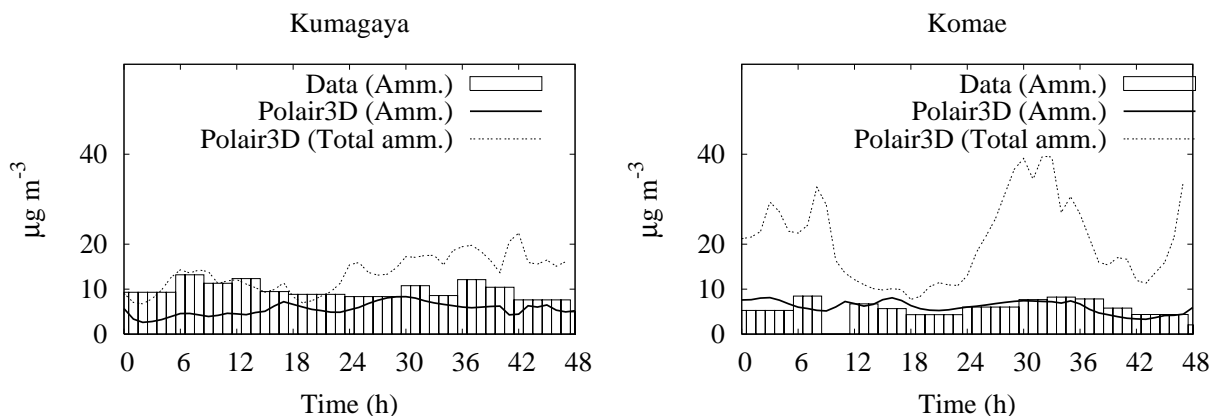 Kumagaya
Data (Amm.)
Polair3D (Amm.)
Polair3D (Total amm.)
40
20
10
0
µg m-3
0 6 12 18 24 30 36 42 48
Time (h)
Komae
Data (Amm.)
Polair3D (Amm.)
Polair3D (Total amm.)
40
20
10
0
µg m-3
0 6 12 18 24 30 36 42 48
Time (h)